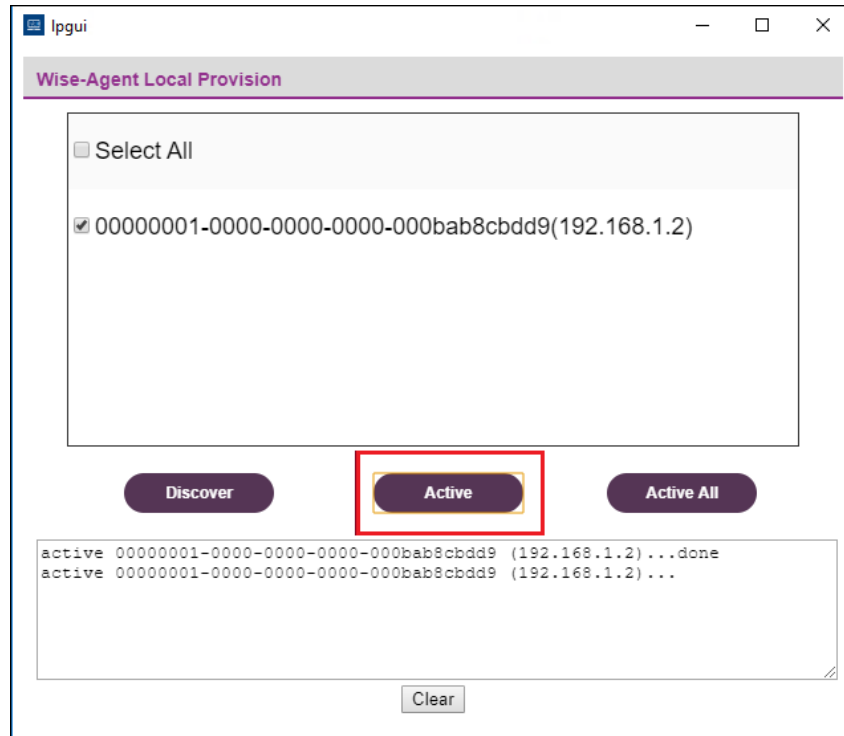 lpgui
Wise-Agent Local Provision
Select All
00000001-0000-0000-0000-000bab8cbdd9(192.168.1.2)
Discover Active Active All
active 00000001-0000-0000-0000-000bab8cbdd9 (192.168.1.2)...done
active 00000001-0000-0000-0000-000bab8cbdd9 (192.168.1.2)...
Clear